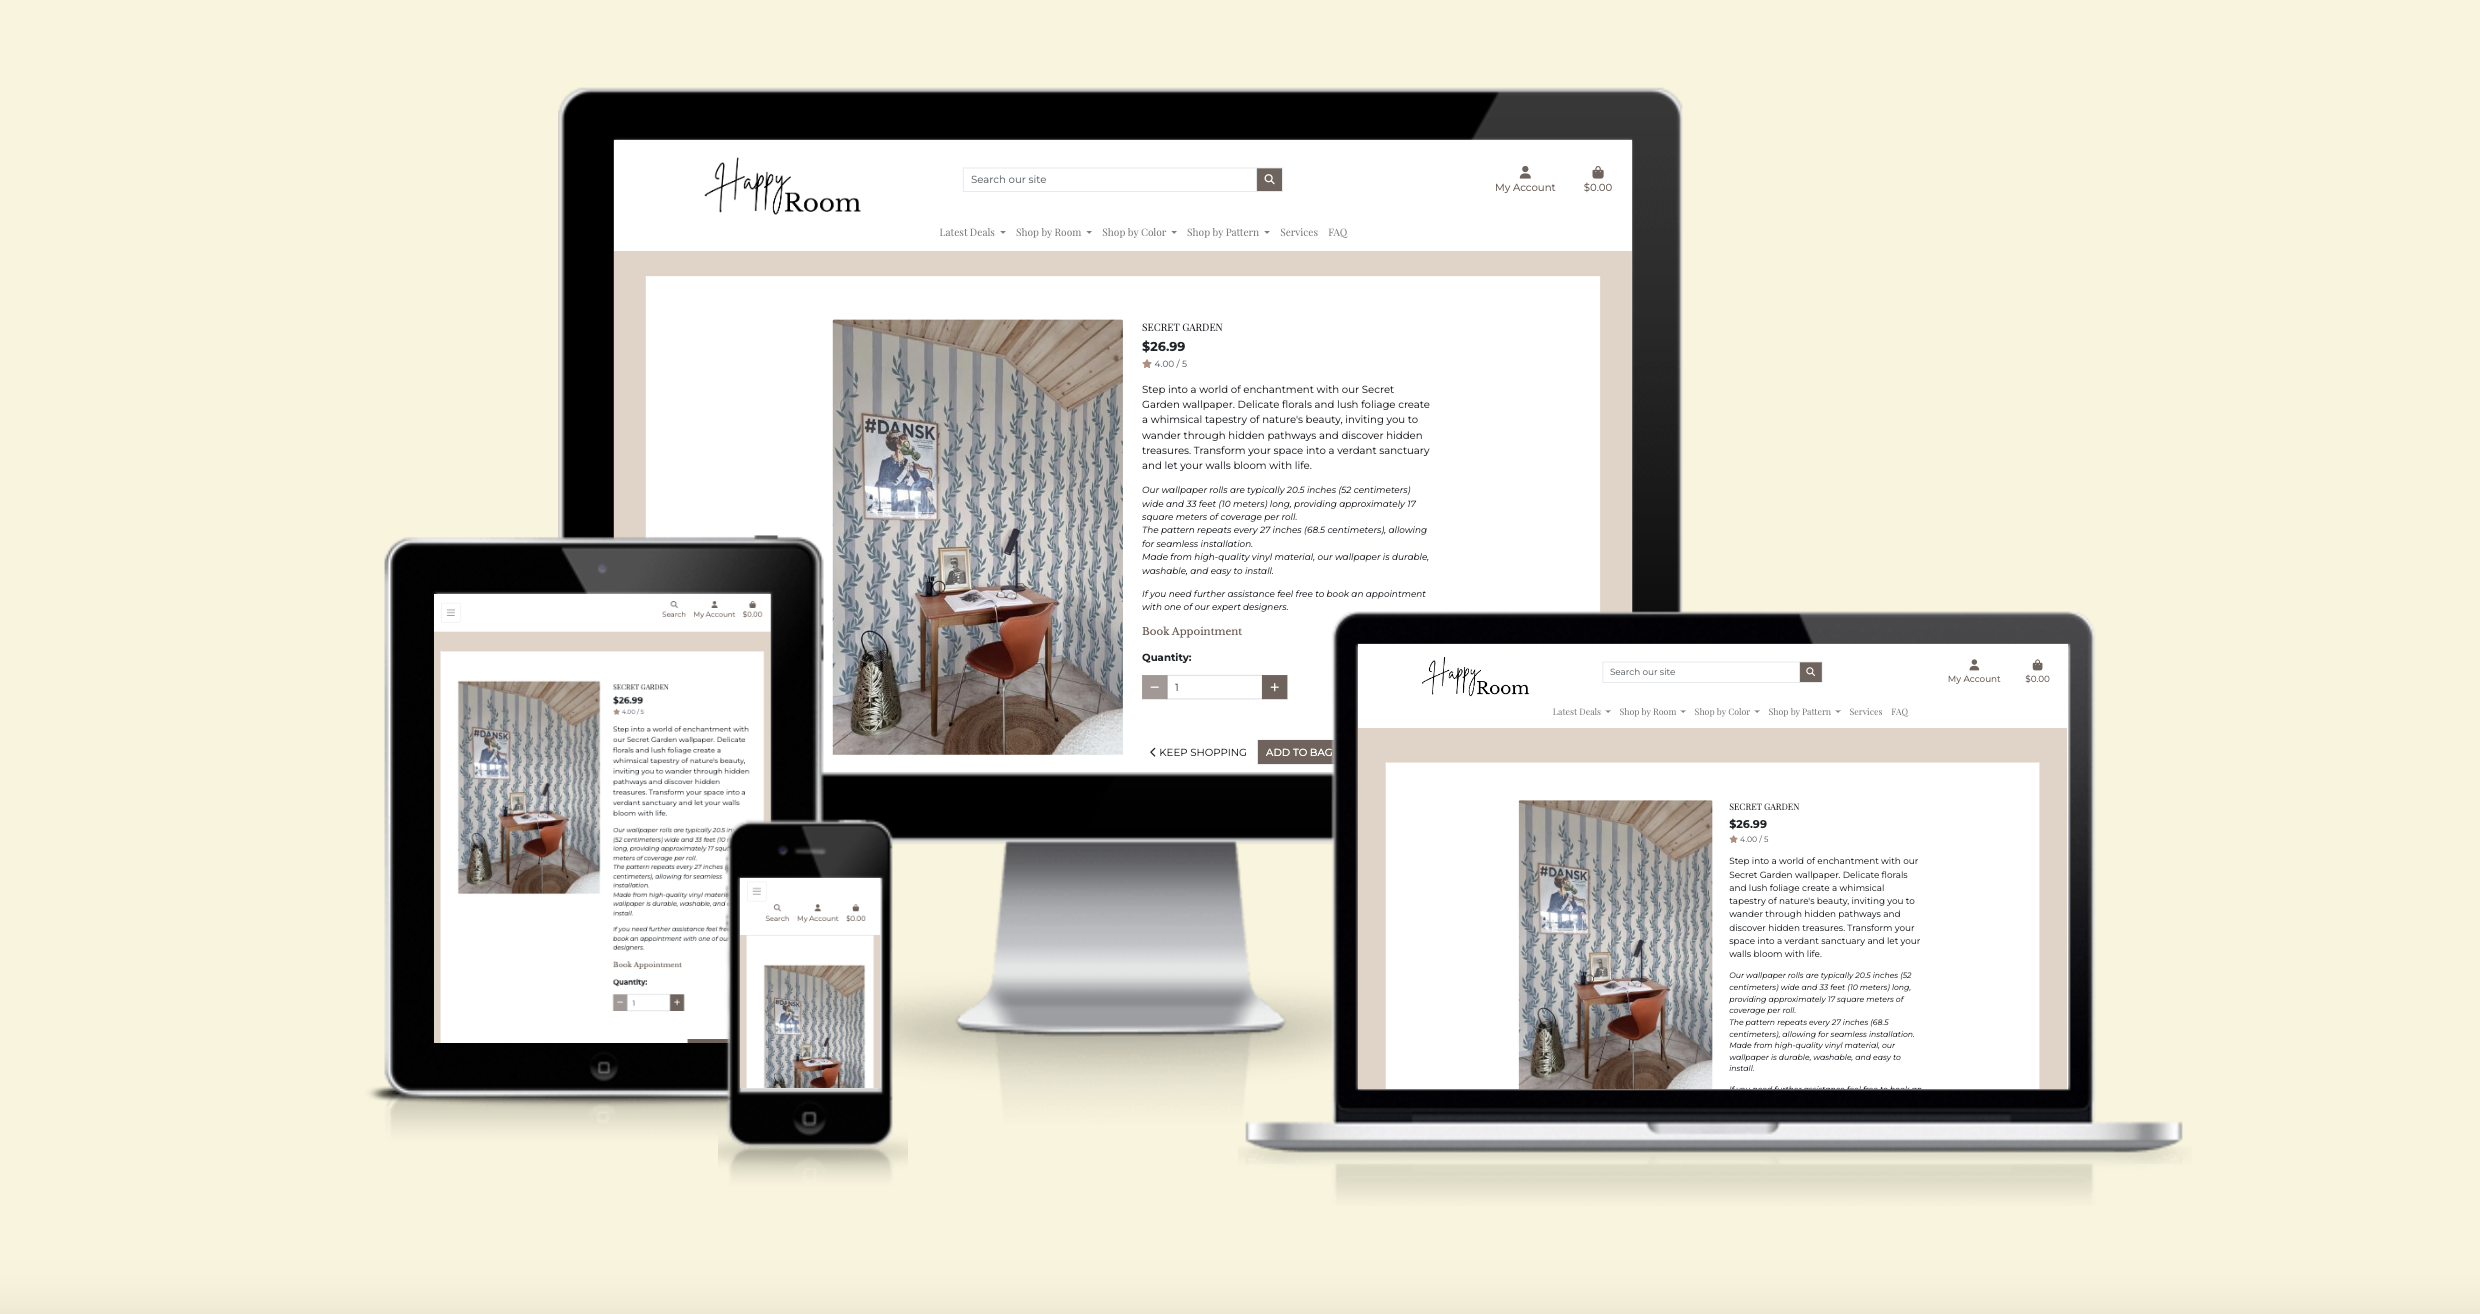 Happy Room
Search our site
My Account
$0.00
Latest Deals
Shop by Room
Shop by Color
Shop by Pattern
Services
FAQ
#DANSK
SECRET GARDEN
$26.99
4.00 / 5
Step into a world of enchantment with our Secret
Garden wallpaper. Delicate florals and lush foliage create
a whimsical tapestry of nature's beauty, inviting you to
wander through hidden pathways and discover hidden
treasures. Transform your space into a verdant sanctuary
and let your walls bloom with life.
Our wallpaper rolls are typically 20.5 inches (52 centimeters)
wide and 33 feet (10 meters) long, providing approximately 17
square meters of coverage per roll.
The pattern repeats every 27 inches (68.5 centimeters), allowing
for seamless installation.
Made from high-quality vinyl material, our wallpaper is durable,
washable, and easy to install.
If you need further assistance feel free to book an appointment
with one of our expert designers.
Book Appointment
Quantity:
1
KEEP SHOPPING
ADD TO BAG
Search
My Account
$0.00
#DANSK
SECRET GARDEN
$26.99
4.00 / 5
Step into a world of enchantment with
our Secret Garden wallpaper. Delicate
florals and lush foliage create a
whimsical tapestry of nature's beauty,
inviting you to wander through hidden
pathways and discover hidden
treasures. Transform your space into a
verdant sanctuary and let your walls
bloom with life.
Our wallpaper rolls are typically 20.5
(52 centimeters) wide and 33 feet (10
long, providing approximately 17
meters of coverage per roll.
The pattern repeats every 27 inches
centimeters), allowing for seamless
installation.
Made from high-quality vinyl
wallpaper is durable, washable, and
install.
If you need further assistance feel
book an appointment with one of
designers.
Book Appointment
Quantity:
1
Search
My Account
$0.00
#DANSK
Happy Room
Search our site
My Account
$0.00
Latest Deals
Shop by Room
Shop by Color
Shop by Pattern
Services
FAQ
#DANSK
SECRET GARDEN
$26.99
4.00 / 5
Step into a world of enchantment with our
Secret Garden wallpaper. Delicate florals
and lush foliage create a whimsical
tapestry of nature's beauty, inviting you to
wander through hidden pathways and
discover hidden treasures. Transform your
space into a verdant sanctuary and let your
walls bloom with life.
Our wallpaper rolls are typically 20.5 inches (52
centimeters) wide and 33 feet (10 meters) long,
providing approximately 17 square meters of
coverage per roll.
The pattern repeats every 27 inches (68.5
centimeters), allowing for seamless installation.
Made from high-quality vinyl material, our
wallpaper is durable, washable, and easy to
install.